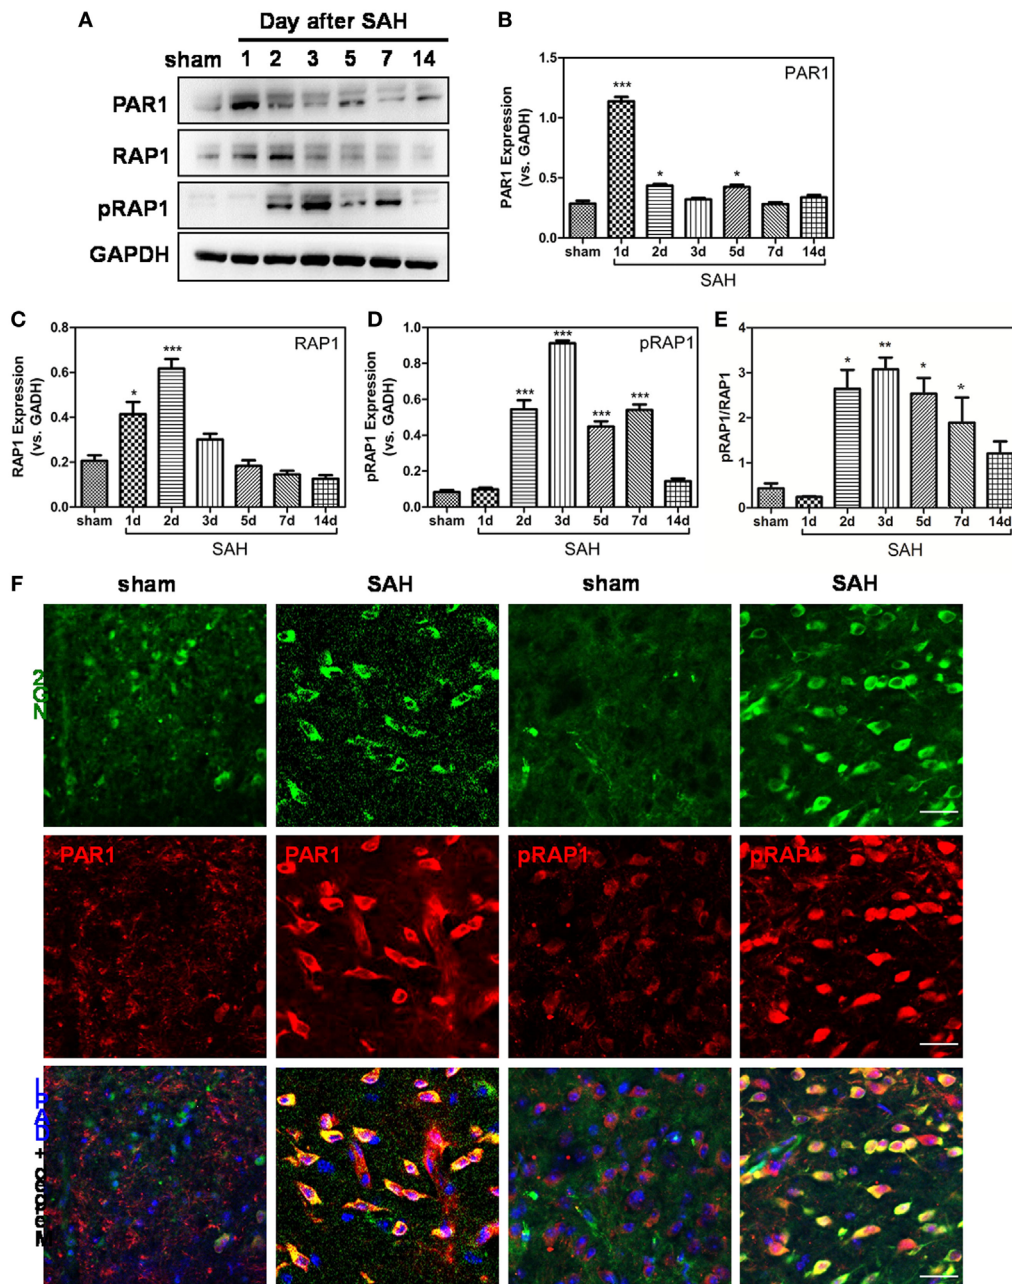 A
Day after SAH
sham 1 2 3 5 7 14
PAR1
RAP1
pRAP1
GAPDH
B
PAR1
PAR1 Expression
(vs. GADH)
1.5
1.0
0.5
0.0
***
*
*
sham 1d 2d 3d 5d 7d 14d
SAH
C
RAP1
RAP1 Expression
(vs. GADH)
0.8
0.6
0.4
0.2
0.0
*
***
sham 1d 2d 3d 5d 7d 14d
SAH
D
pRAP1
pRAP1 Expression
(vs. GADH)
1.0
0.8
0.6
0.4
0.2
0.0
***
***
***
***
sham 1d 2d 3d 5d 7d 14d
SAH
E
pRAP1/RAP1
4
3
2
1
0
*
**
*
*
sham 1d 2d 3d 5d 7d 14d
SAH
F
sham SAH sham SAH
NG2
PAR1 PAR1 pRAP1 pRAP1
Merged + DAPI